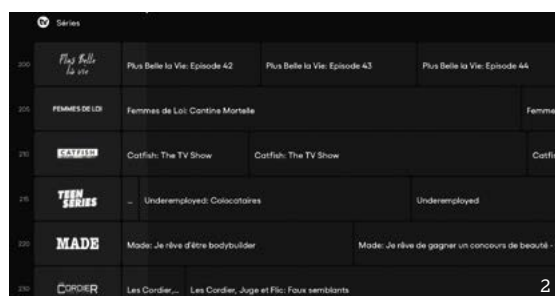 tv Séries
200 Plus Belle la vie Plus Belle la Vie: Episode 42 Plus Belle la Vie: Episode 43 Plus Belle la Vie: Episode 44
205 FEMMES DE LOI Femmes de Loi: Cantine Mortelle Femme
210 CATFISH Catfish: The TV Show Catfish: The TV Show Catfi
215 TEEN SERIES ... Underemployed: Colocataires Underemployed
220 MADE Made: Je rêve d'être bodybuilder Made: Je rêve de gagner un concours de beauté -
230 CORDIER Les Cordier,... Les Cordier, Juge et Flic: Faux semblants
2